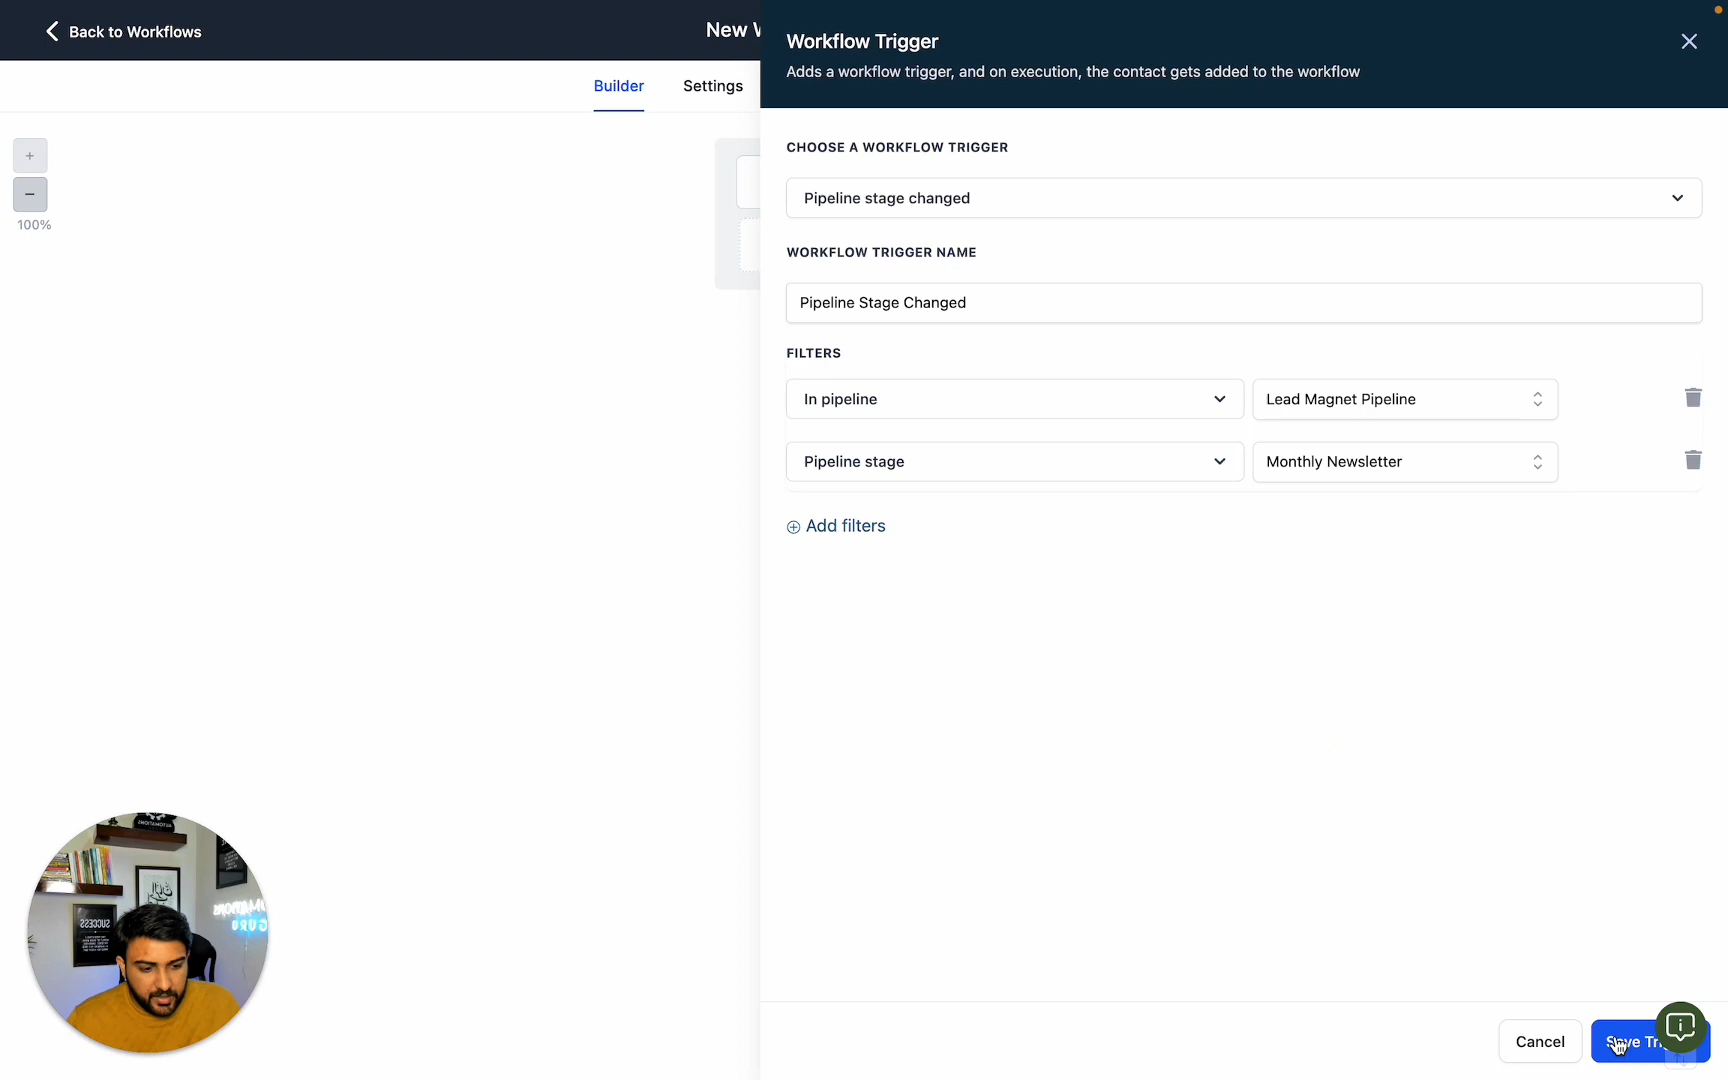 Back to Workflows
New
Builder
Settings
+
−
100%
Workflow Trigger
Adds a workflow trigger, and on execution, the contact gets added to the workflow
CHOOSE A WORKFLOW TRIGGER
Pipeline stage changed
WORKFLOW TRIGGER NAME
Pipeline Stage Changed
FILTERS
In pipeline
Lead Magnet Pipeline
Pipeline stage
Monthly Newsletter
Add filters
SUCCESS
GURU
Cancel